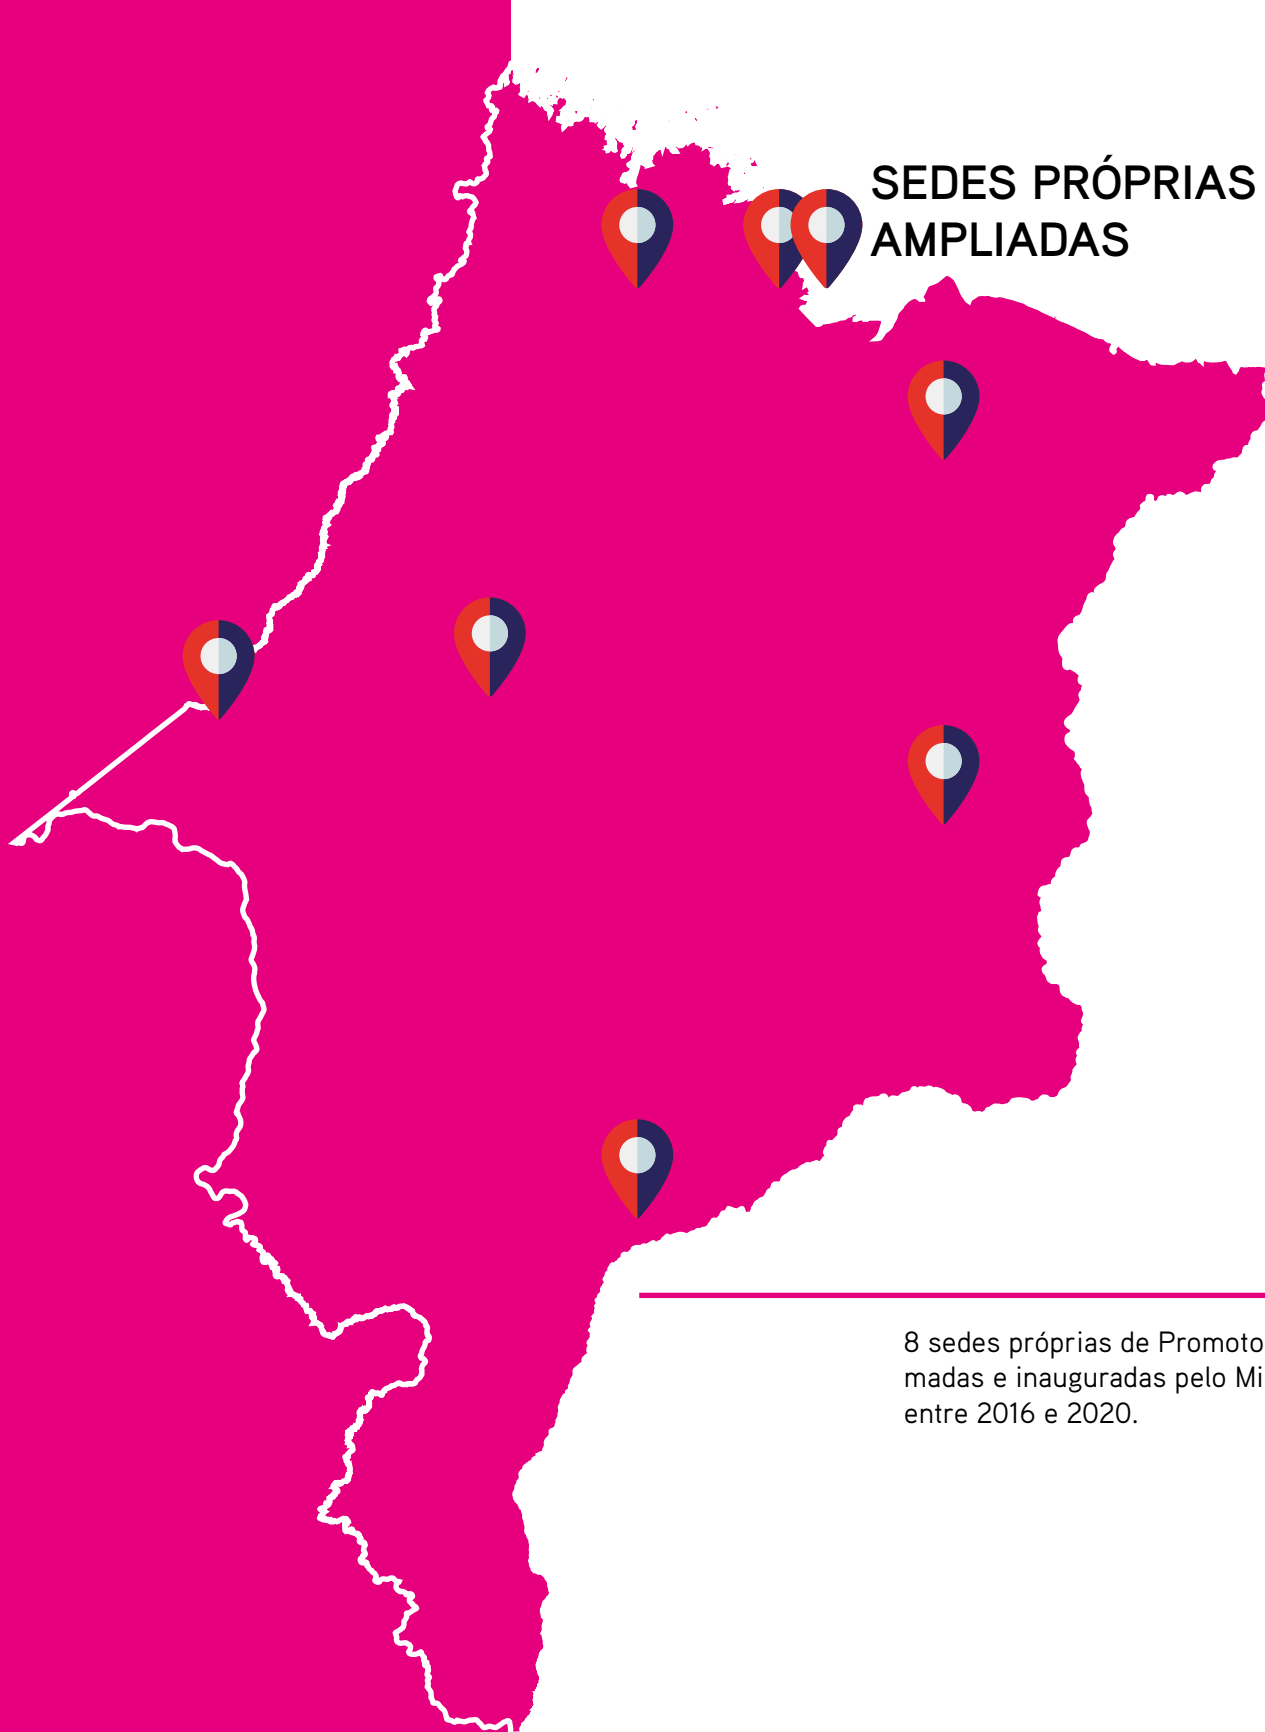 SEDES PRÓPRIAS
AMPLIADAS
8 sedes próprias de Promoto
madas e inauguradas pelo Mi
entre 2016 e 2020.